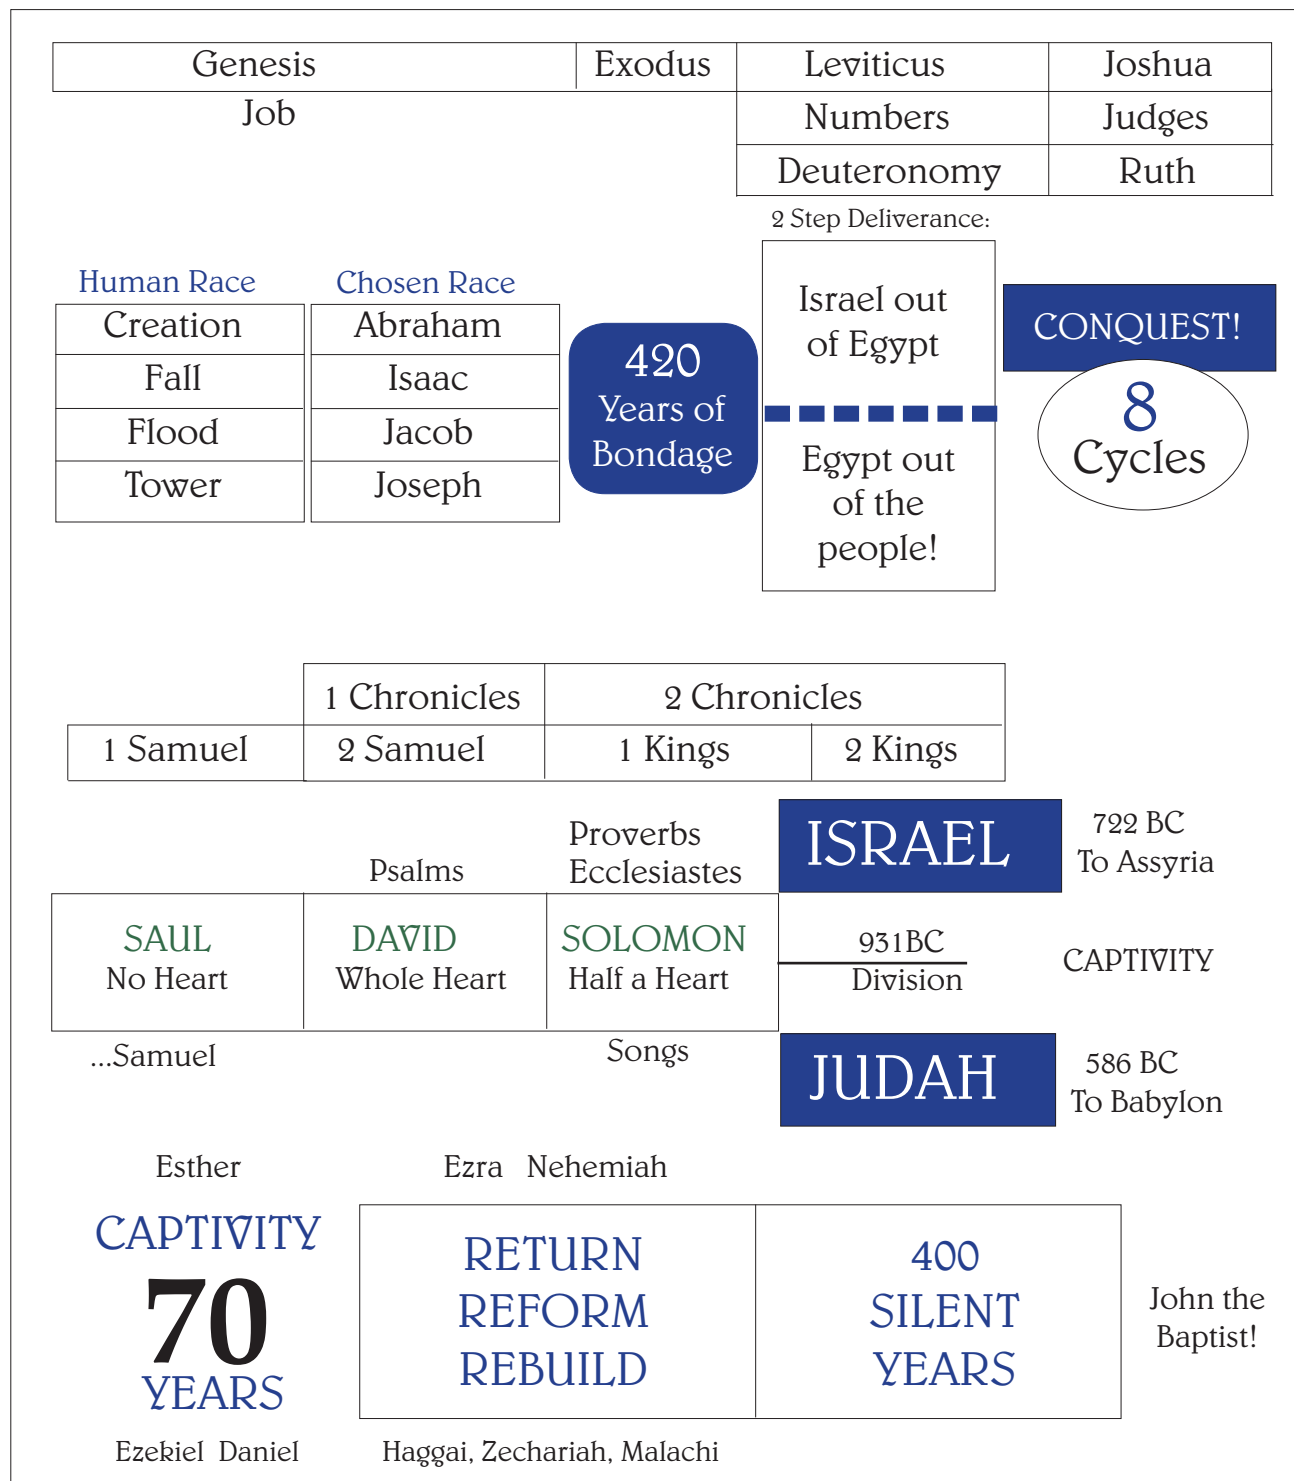 Genesis Exodus Leviticus Joshua
Job Numbers Judges
Deuteronomy Ruth
2 Step Deliverance:
Human Race Chosen Race
Creation Abraham
Fall Isaac
Flood Jacob
Tower Joseph
420
Years of
Bondage
Israel out
of Egypt
Egypt out
of the
people!
CONQUEST!
8
Cycles
1 Chronicles 2 Chronicles
1 Samuel 2 Samuel 1 Kings 2 Kings
Psalms
Proverbs
Ecclesiastes
ISRAEL
722 BC
To Assyria
SAUL
No Heart
DAVID
Whole Heart
SOLOMON
Half a Heart
931BC
Division
CAPTIVITY
...Samuel
Songs
JUDAH
586 BC
To Babylon
Esther
Ezra Nehemiah
CAPTIVITY
70
YEARS
RETURN
REFORM
REBUILD
400
SILENT
YEARS
John the
Baptist!
Ezekiel Daniel
Haggai, Zechariah, Malachi